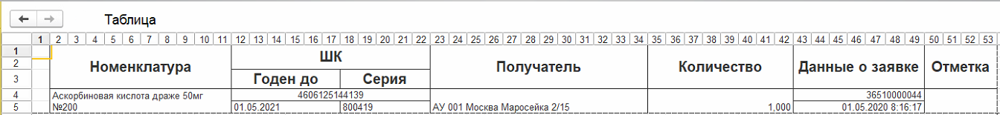 Таблица
1 2 3 4 5 6 7 8 9 10 11 12 13 14 15 16 17 18 19 20 21 22 23 24 25 26 27 28 29 30 31 32 33 34 35 36 37 38 39 40 41 42 43 44 45 46 47 48 49 50 51 52 53
1 ШК
2 Номенклатура Получатель Количество Данные о заявке Отметка
3 Годен до Серия
4 Аскорбиновая кислота драже 50мг 4606125144139 36510000044
5 №200 01.05.2021 800419 АУ 001 Москва Маросейка 2/15 1,000 01.05.2020 8:16:17